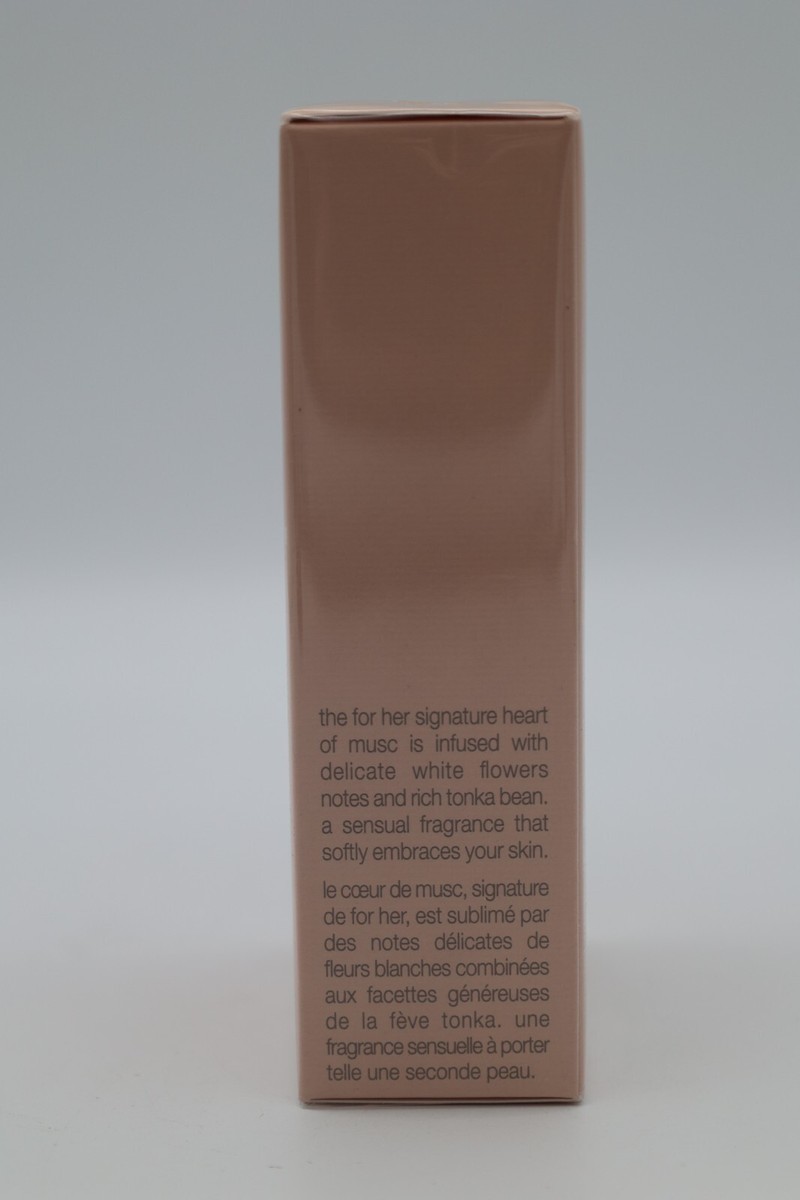 the for her signature heart
of musc is infused with
delicate white flowers
notes and rich tonka bean.
a sensual fragrance that
softly embraces your skin.
le cœur de musc, signature
de for her, est sublimé par
des notes délicates de
fleurs blanches combinées
aux facettes généreuses
de la fève tonka. une
fragrance sensuelle à porter
telle une seconde peau.